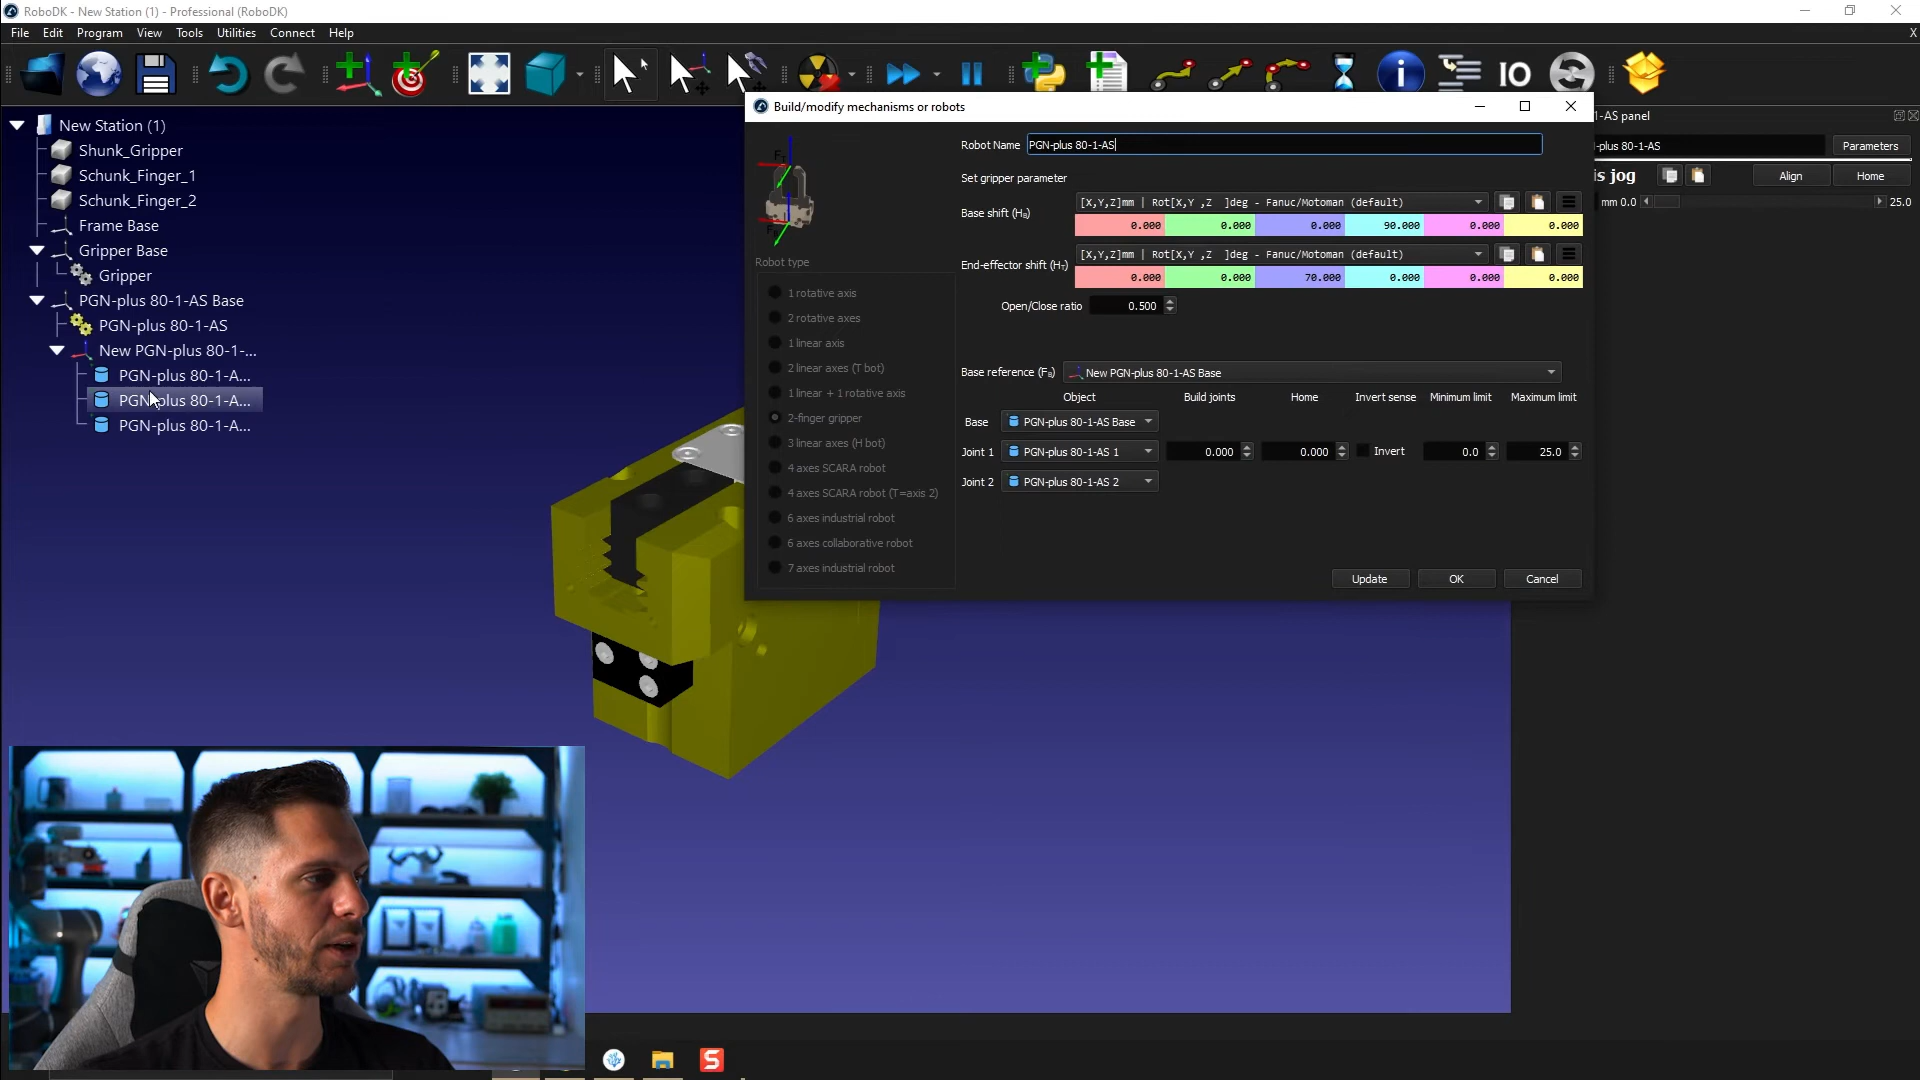 RoboDK - New Station (1) - Professional (RoboDK)
File Edit Program View Tools Utilities Connect Help X
IO
New Station (1)
Shunk_Gripper
Schunk_Finger_1
Schunk_Finger_2
Frame Base
Gripper Base
Gripper
PGN-plus 80-1-AS Base
PGN-plus 80-1-AS
New PGN-plus 80-1-...
PGN-plus 80-1-A...
PGN-plus 80-1-A...
PGN-plus 80-1-A...
Build/modify mechanisms or robots
Robot type
1 rotative axis
2 rotative axes
1 linear axis
2 linear axes (T bot)
1 linear + 1 rotative axis
2-finger gripper
3 linear axes (H bot)
4 axes SCARA robot
4 axes SCARA robot (T=axis 2)
6 axes industrial robot
6 axes collaborative robot
7 axes industrial robot
Robot Name PGN-plus 80-1-AS
Set gripper parameter
[X,Y,Z]mm | Rot[X,Y ,Z ]deg - Fanuc/Motoman (default)
Base shift (HB)
0.000 0.000 0.000 90.000 0.000 0.000
[X,Y,Z]mm | Rot[X,Y ,Z ]deg - Fanuc/Motoman (default)
End-effector shift (HT)
0.000 0.000 70.000 0.000 0.000 0.000
Open/Close ratio 0.500
Base reference (FB) New PGN-plus 80-1-AS Base
Object Build joints Home Invert sense Minimum limit Maximum limit
Base PGN-plus 80-1-AS Base
Joint 1 PGN-plus 80-1-AS 1 0.000 0.000 Invert 0.0 25.0
Joint 2 PGN-plus 80-1-AS 2
Update OK Cancel
1-AS panel
-plus 80-1-AS Parameters
is jog Align Home
mm 0.0 25.0
S